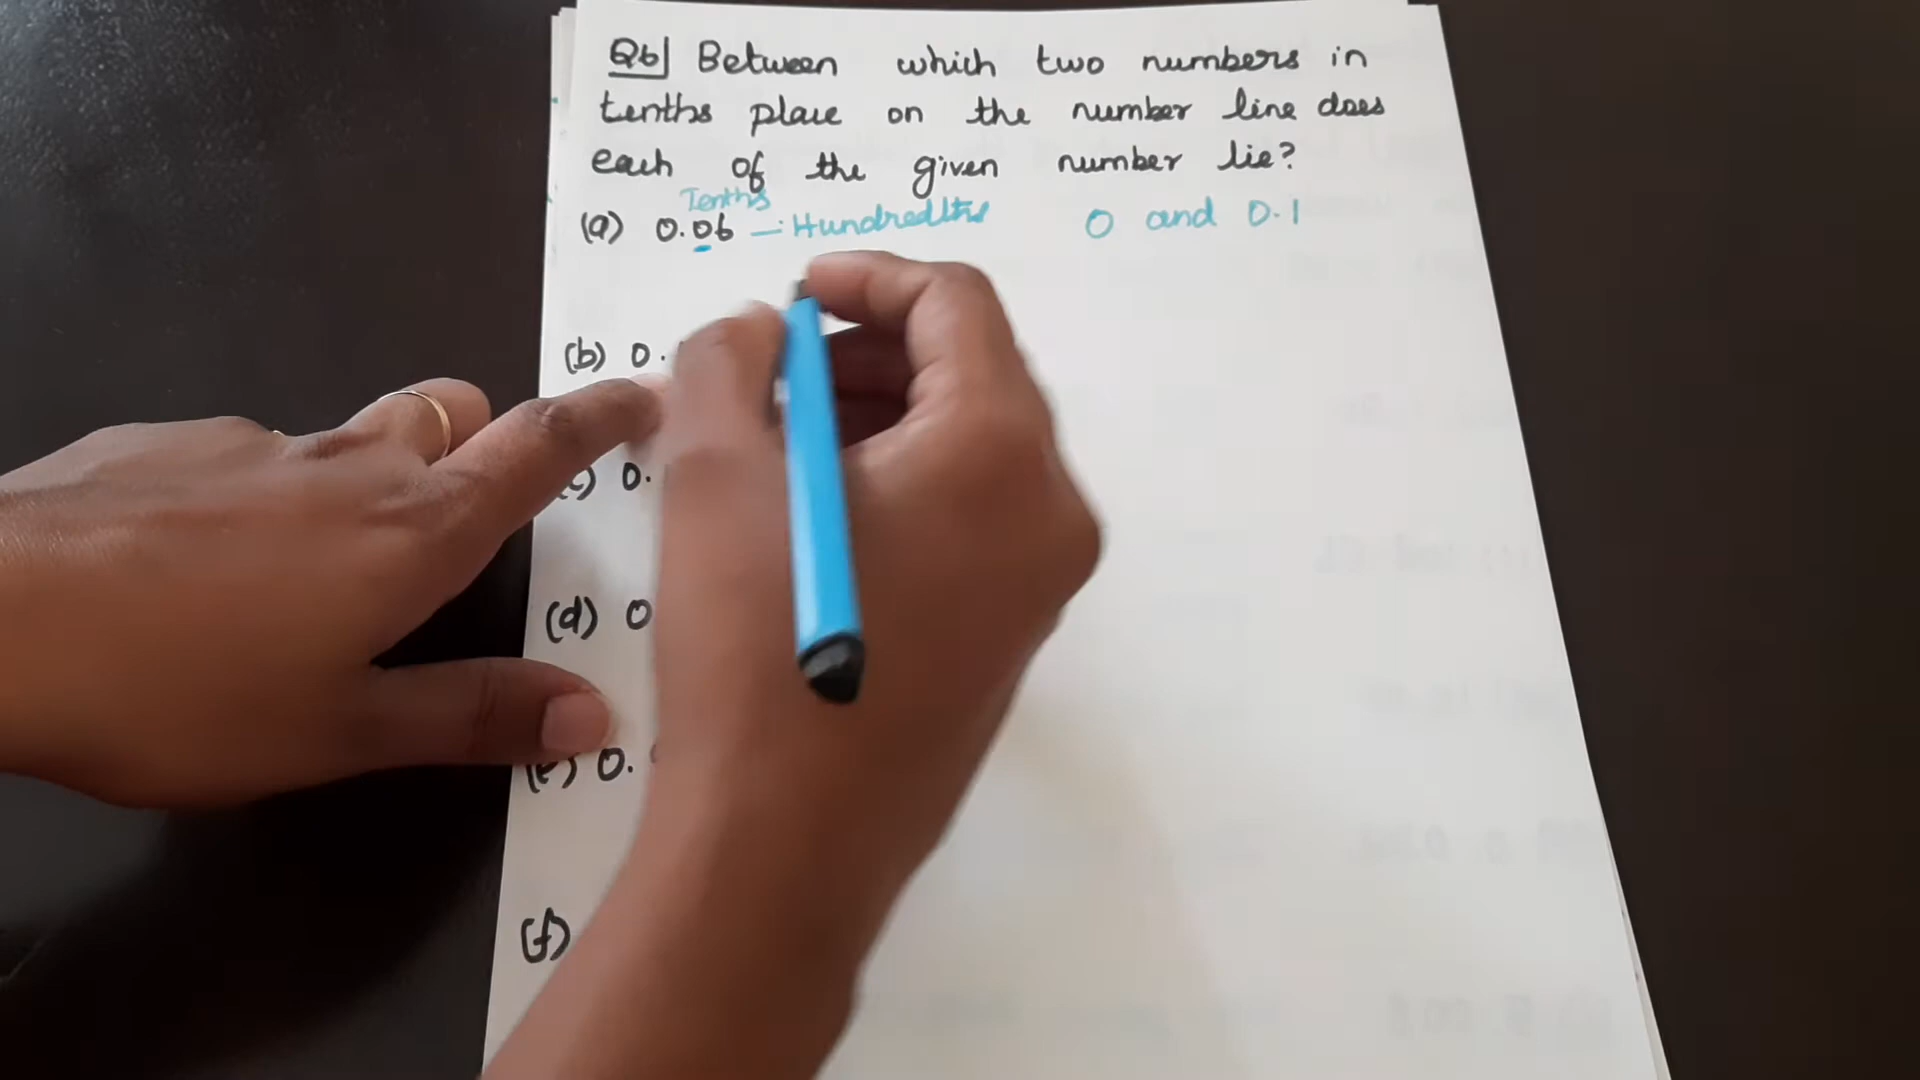 Q6] Between which two numbers in
tenths place on the number line does
each of the given number lie?
Tenths
(a) 0.06 – Hundredths 0 and 0.1
(b) 0.
(c) 0.
(d) 0
(e) 0.
(f)